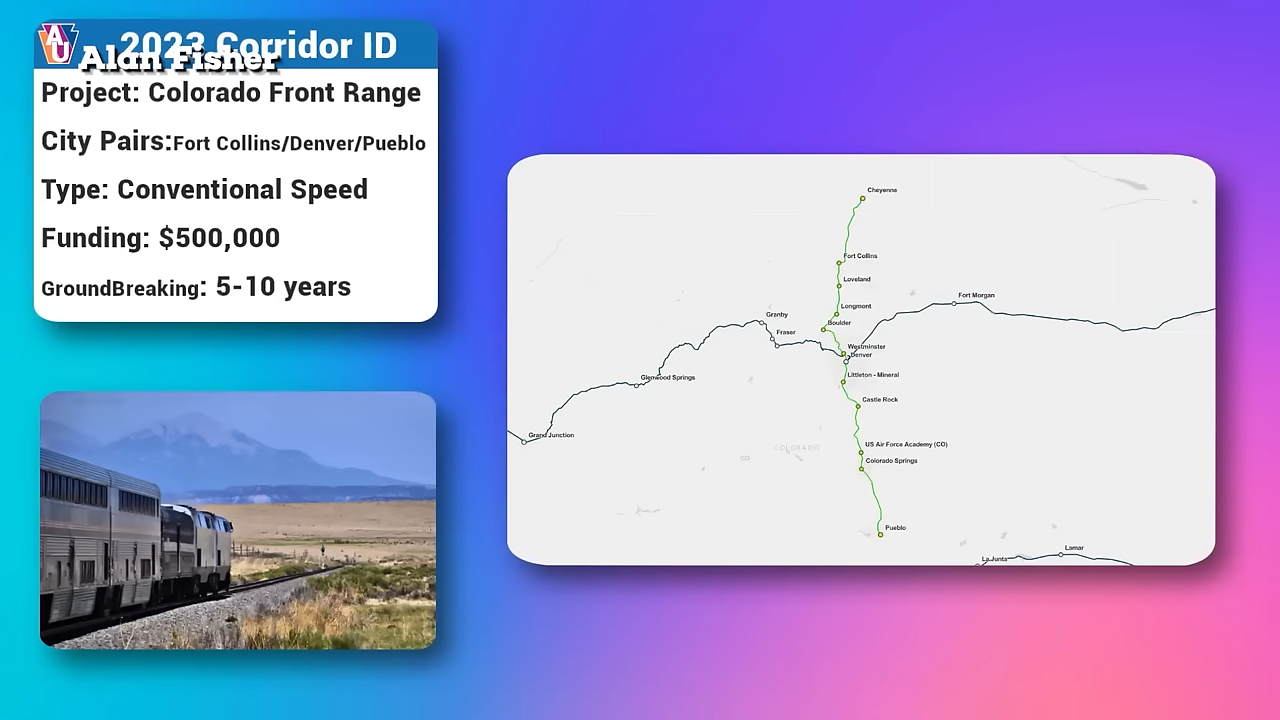 AU
Alan Fisher
2023 Corridor ID
Project: Colorado Front Range
City Pairs:Fort Collins/Denver/Pueblo
Type: Conventional Speed
Funding: $500,000
GroundBreaking: 5-10 years
Cheyenne
Fort Collins
Loveland
Fort Morgan
Longmont
Granby
Boulder
Fraser
Westminster
Denver
Littleton - Mineral
Glenwood Springs
Castle Rock
Grand Junction
US Air Force Academy (CO)
COLORADO
Colorado Springs
Pueblo
Lamar
La Junta